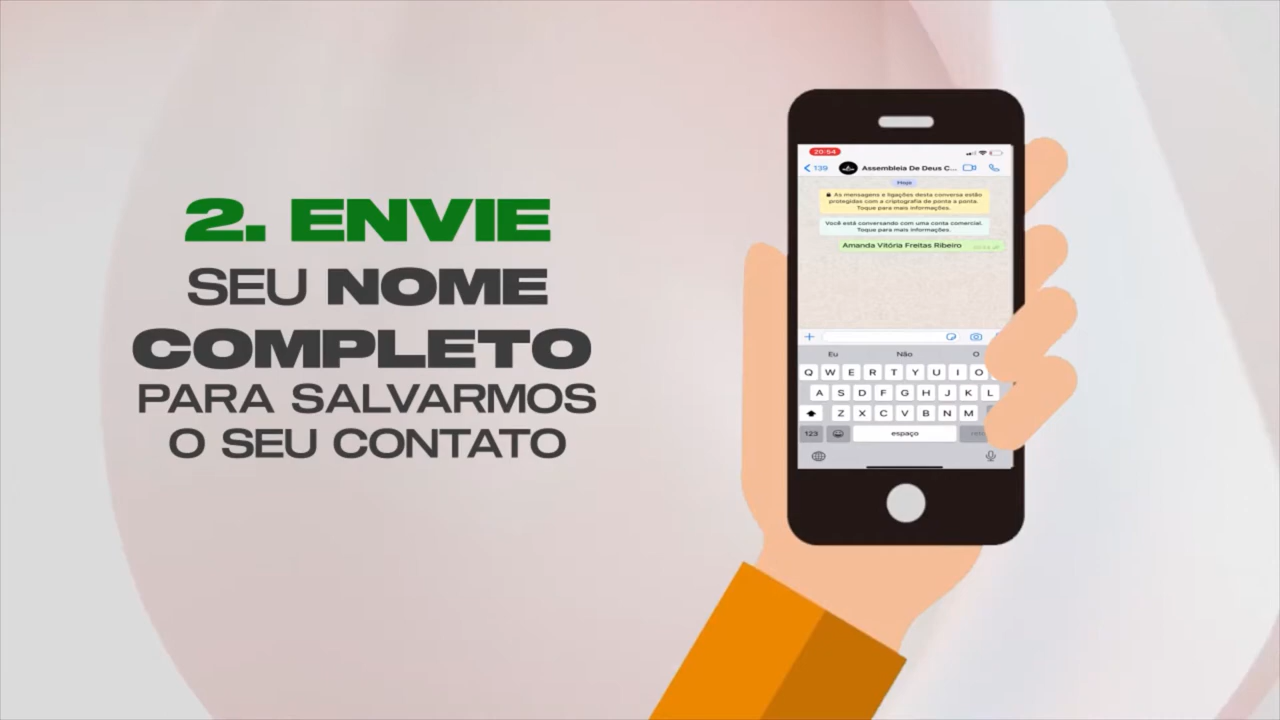 2. ENVIE
SEU NOME
COMPLETO
PARA SALVARMOS
O SEU CONTATO
20:54
139
Assembleia De Deus C...
Hoje
As mensagens e ligações desta conversa estão
protegidas com a criptografia de ponta a ponta.
Toque para mais informações.
Você está conversando com uma conta comercial.
Toque para mais informações.
Amanda Vitória Freitas Ribeiro
Eu Não O
Q W E R T Y U I O
A S D F G H J K L
Z X C V B N M
123 espaço